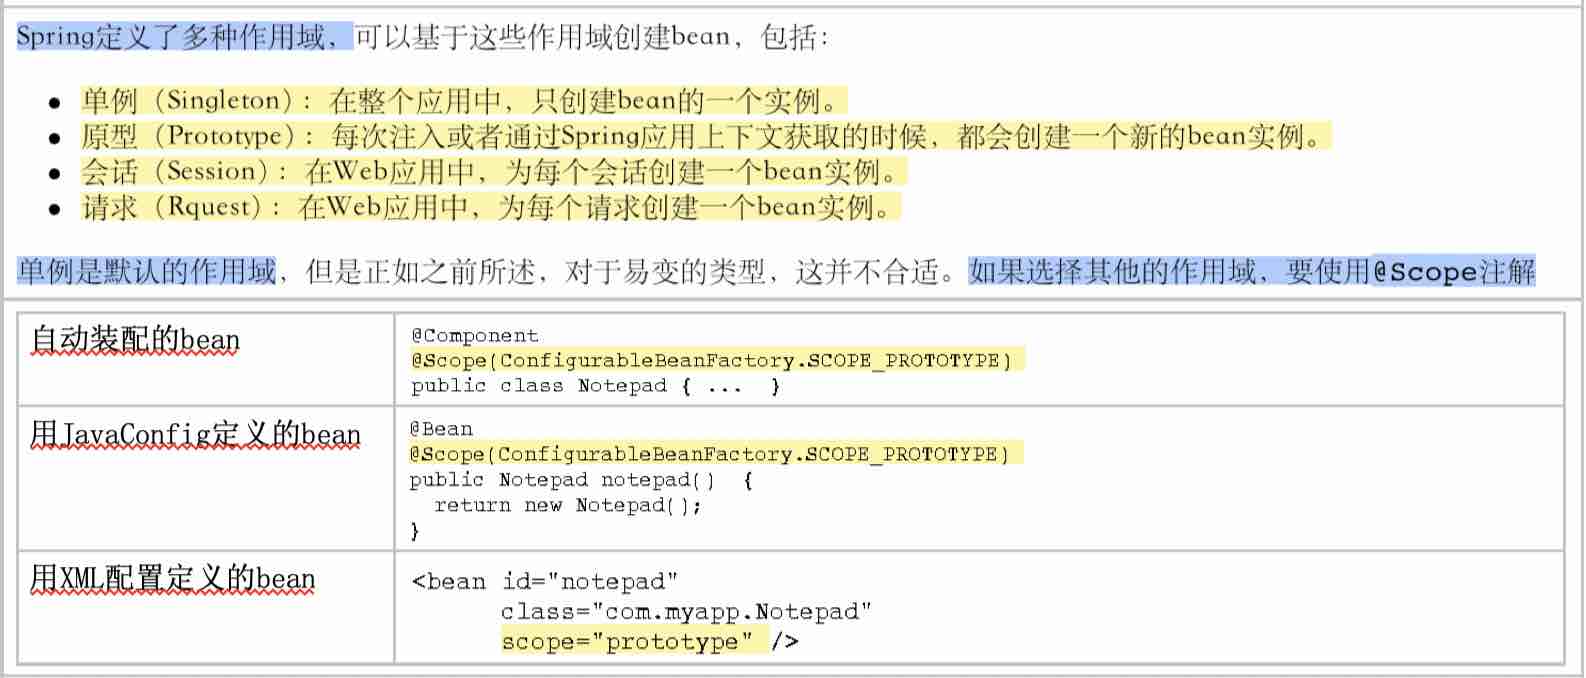 Spring定义了多种作用域，可以基于这些作用域创建bean，包括：
● 单例（Singleton）：在整个应用中，只创建bean的一个实例。
● 原型（Prototype）：每次注入或者通过Spring应用上下文获取的时候，都会创建一个新的bean实例。
● 会话（Session）：在Web应用中，为每个会话创建一个bean实例。
● 请求（Rquest）：在Web应用中，为每个请求创建一个bean实例。
单例是默认的作用域，但是正如之前所述，对于易变的类型，这并不合适。如果选择其他的作用域，要使用@Scope注解
自动装配的bean
@Component
@Scope(ConfigurableBeanFactory.SCOPE_PROTOTYPE)
public class Notepad { ... }
用JavaConfig定义的bean
@Bean
@Scope(ConfigurableBeanFactory.SCOPE_PROTOTYPE)
public Notepad notepad() {
return new Notepad();
}
用XML配置定义的bean
<bean id="notepad"
class="com.myapp.Notepad"
scope="prototype" />